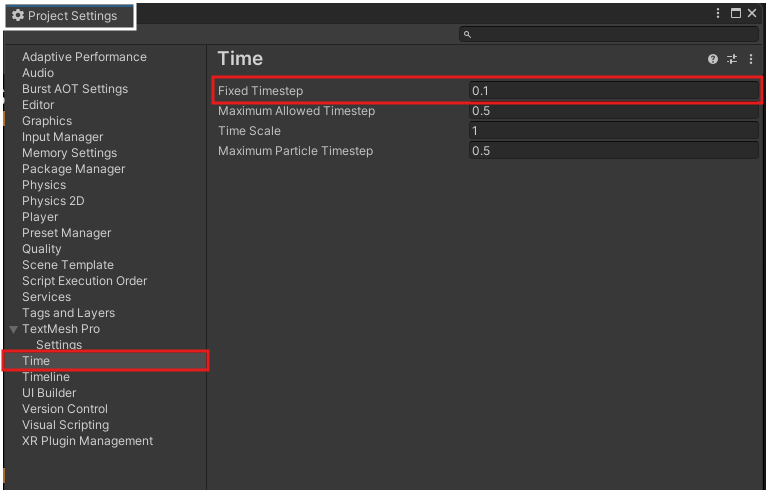 Project Settings
Adaptive Performance
Audio
Burst AOT Settings
Editor
Graphics
Input Manager
Memory Settings
Package Manager
Physics
Physics 2D
Player
Preset Manager
Quality
Scene Template
Script Execution Order
Services
Tags and Layers
TextMesh Pro
Settings
Time
Timeline
UI Builder
Version Control
Visual Scripting
XR Plugin Management
Time
Fixed Timestep 0.1
Maximum Allowed Timestep 0.5
Time Scale 1
Maximum Particle Timestep 0.5